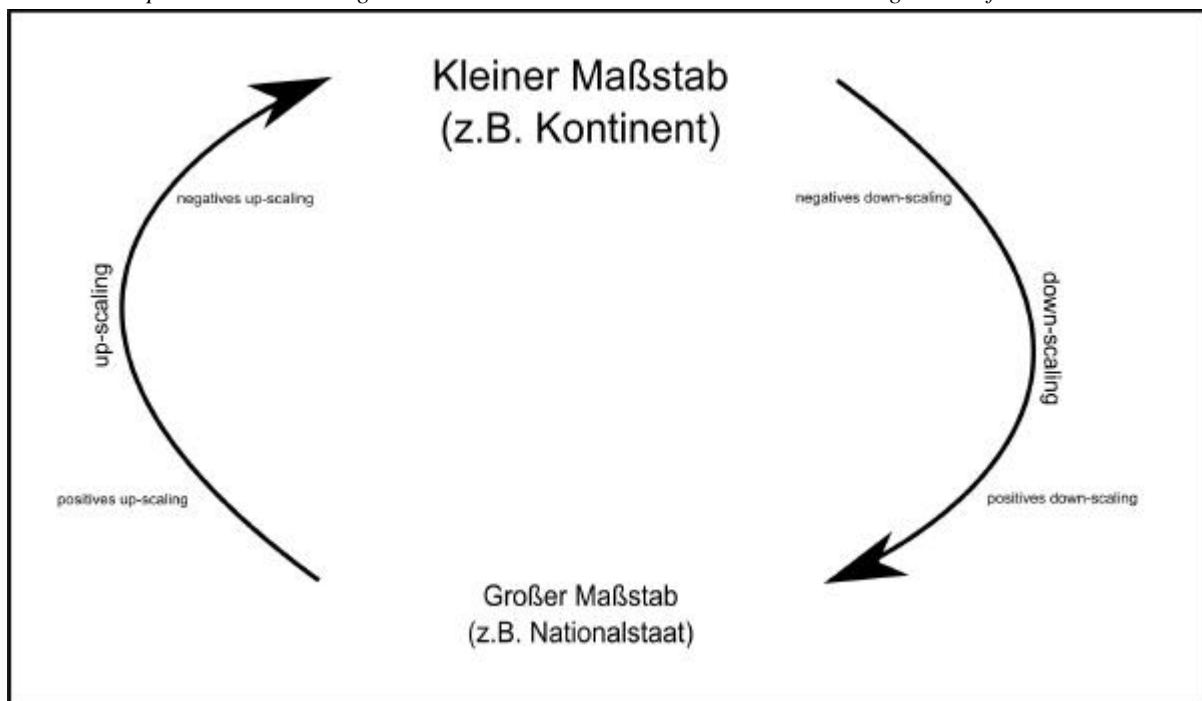 Kleiner Maßstab
(z.B. Kontinent)
negatives up-scaling
negatives down-scaling
up-scaling
down-scaling
positives up-scaling
positives down-scaling
Großer Maßstab
(z.B. Nationalstaat)